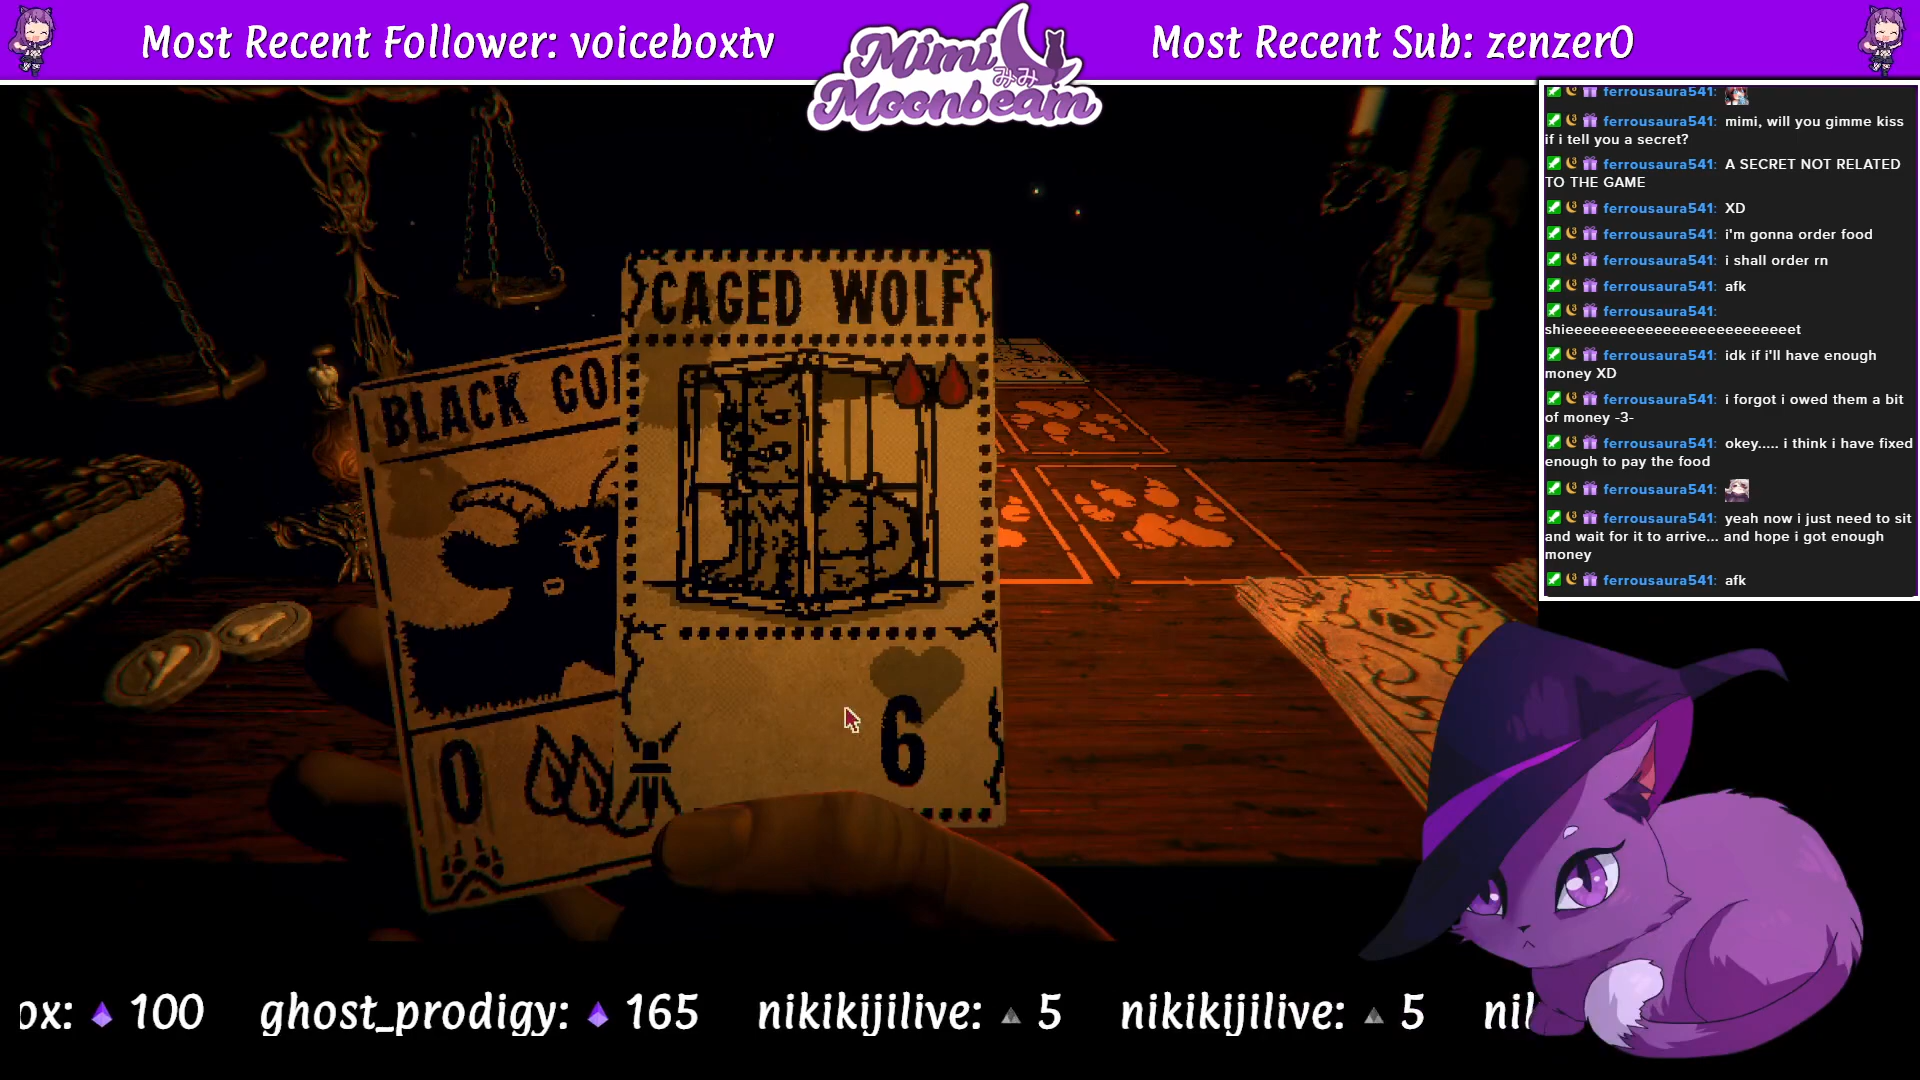 Most Recent Follower: voiceboxtv
Mimi
みみ
Moonbeam
Most Recent Sub: zenzer0
ferrousaura541:
ferrousaura541: mimi, will you gimme kiss
if i tell you a secret?
ferrousaura541: A SECRET NOT RELATED
TO THE GAME
ferrousaura541: XD
ferrousaura541: i'm gonna order food
ferrousaura541: i shall order rn
ferrousaura541: afk
ferrousaura541:
shieeeeeeeeeeeeeeeeeeeeeeeeeet
ferrousaura541: idk if i'll have enough
money XD
ferrousaura541: i forgot i owed them a bit
of money -3-
ferrousaura541: okey..... i think i have fixed
enough to pay the food
ferrousaura541:
ferrousaura541: yeah now i just need to sit
and wait for it to arrive... and hope i got enough
money
ferrousaura541: afk
CAGED WOLF
6
BLACK GO
0
ox: 100 ghost_prodigy: 165 nikikijilive: 5 nikikijilive: 5 nik